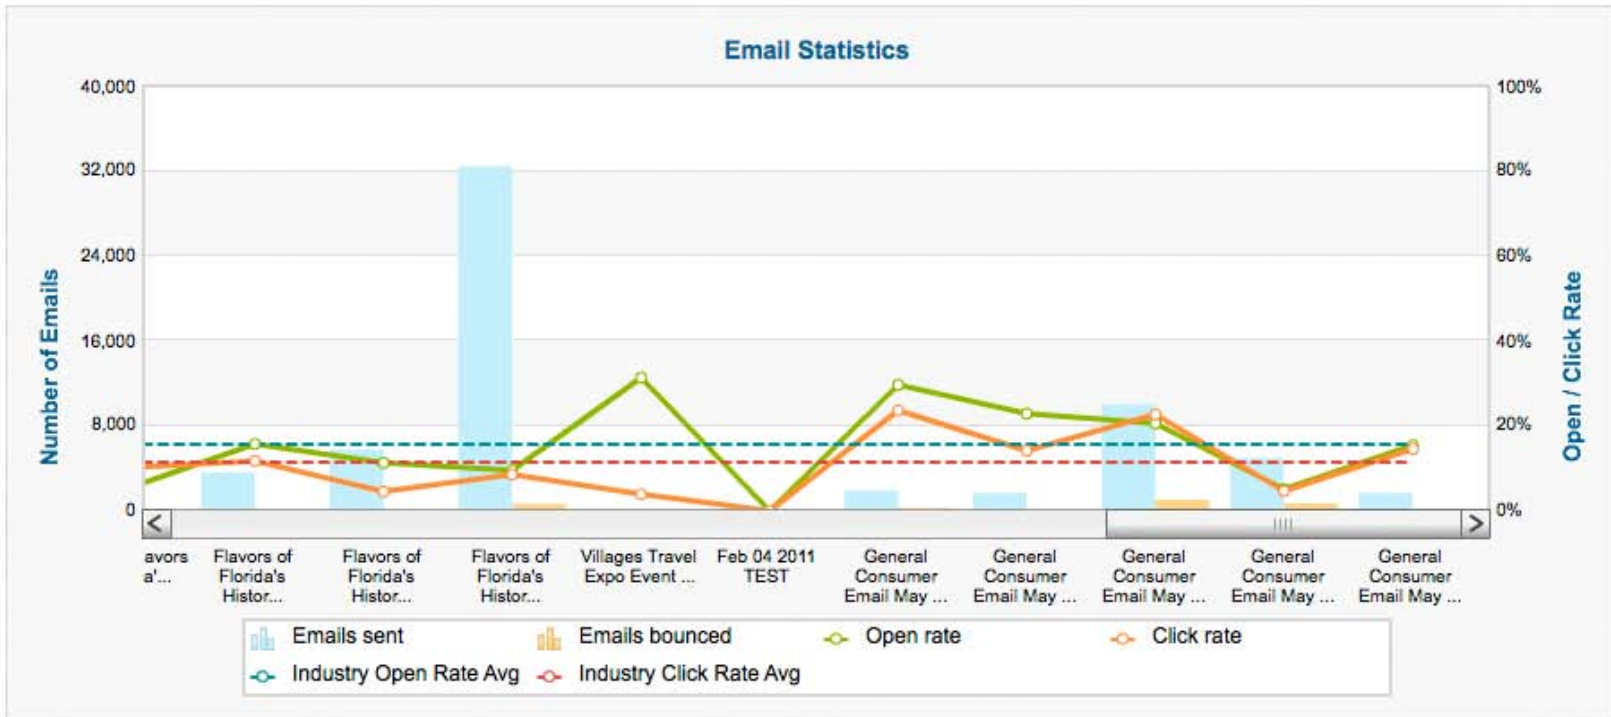 Email Statistics
40,000
32,000
24,000
16,000
8,000
0
Number of Emails
100%
80%
60%
40%
20%
0%
Open / Click Rate
avors
a'...
Flavors of
Florida's
Histor...
Flavors of
Florida's
Histor...
Flavors of
Florida's
Histor...
Villages Travel
Expo Event ...
Feb 04 2011
TEST
General
Consumer
Email May ...
General
Consumer
Email May ...
General
Consumer
Email May ...
General
Consumer
Email May ...
General
Consumer
Email May ...
Emails sent
Emails bounced
Open rate
Click rate
Industry Open Rate Avg
Industry Click Rate Avg